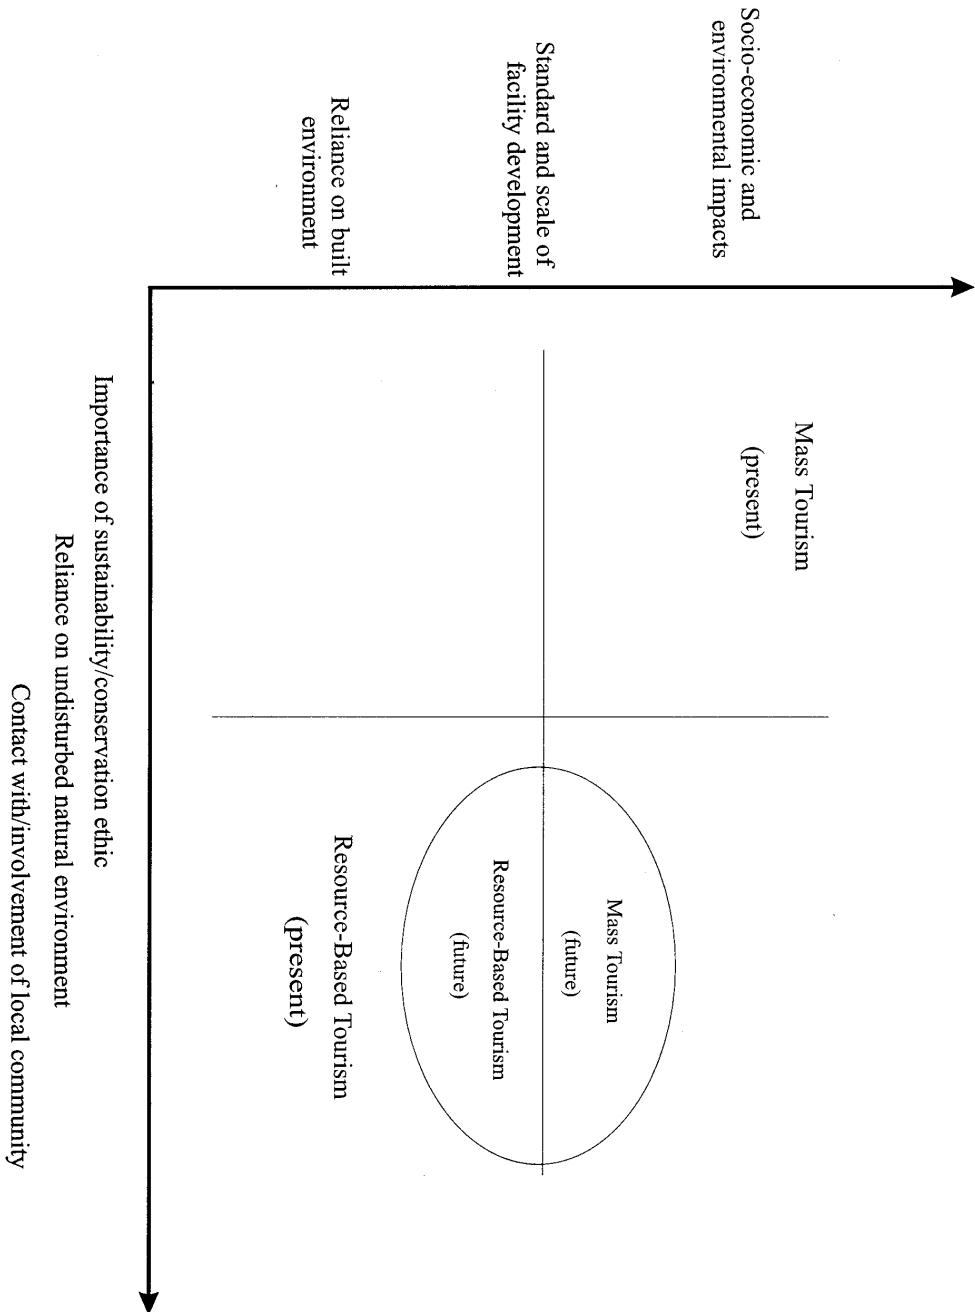 Socio-economic and
environmental impacts
Standard and scale of
facility development
Reliance on built
environment
Mass Tourism
(present)
Mass Tourism
(future)
Resource-Based Tourism
(future)
Resource-Based Tourism
(present)
Importance of sustainability/conservation ethic
Reliance on undisturbed natural environment
Contact with/involvement of local community